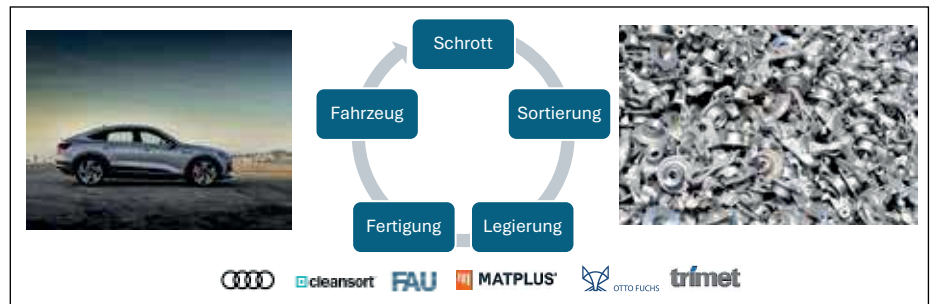 Schrott
Fahrzeug
Sortierung
Fertigung
Legierung
cleansort
FAU
MATPLUS
OTTO FUCHS
trimet